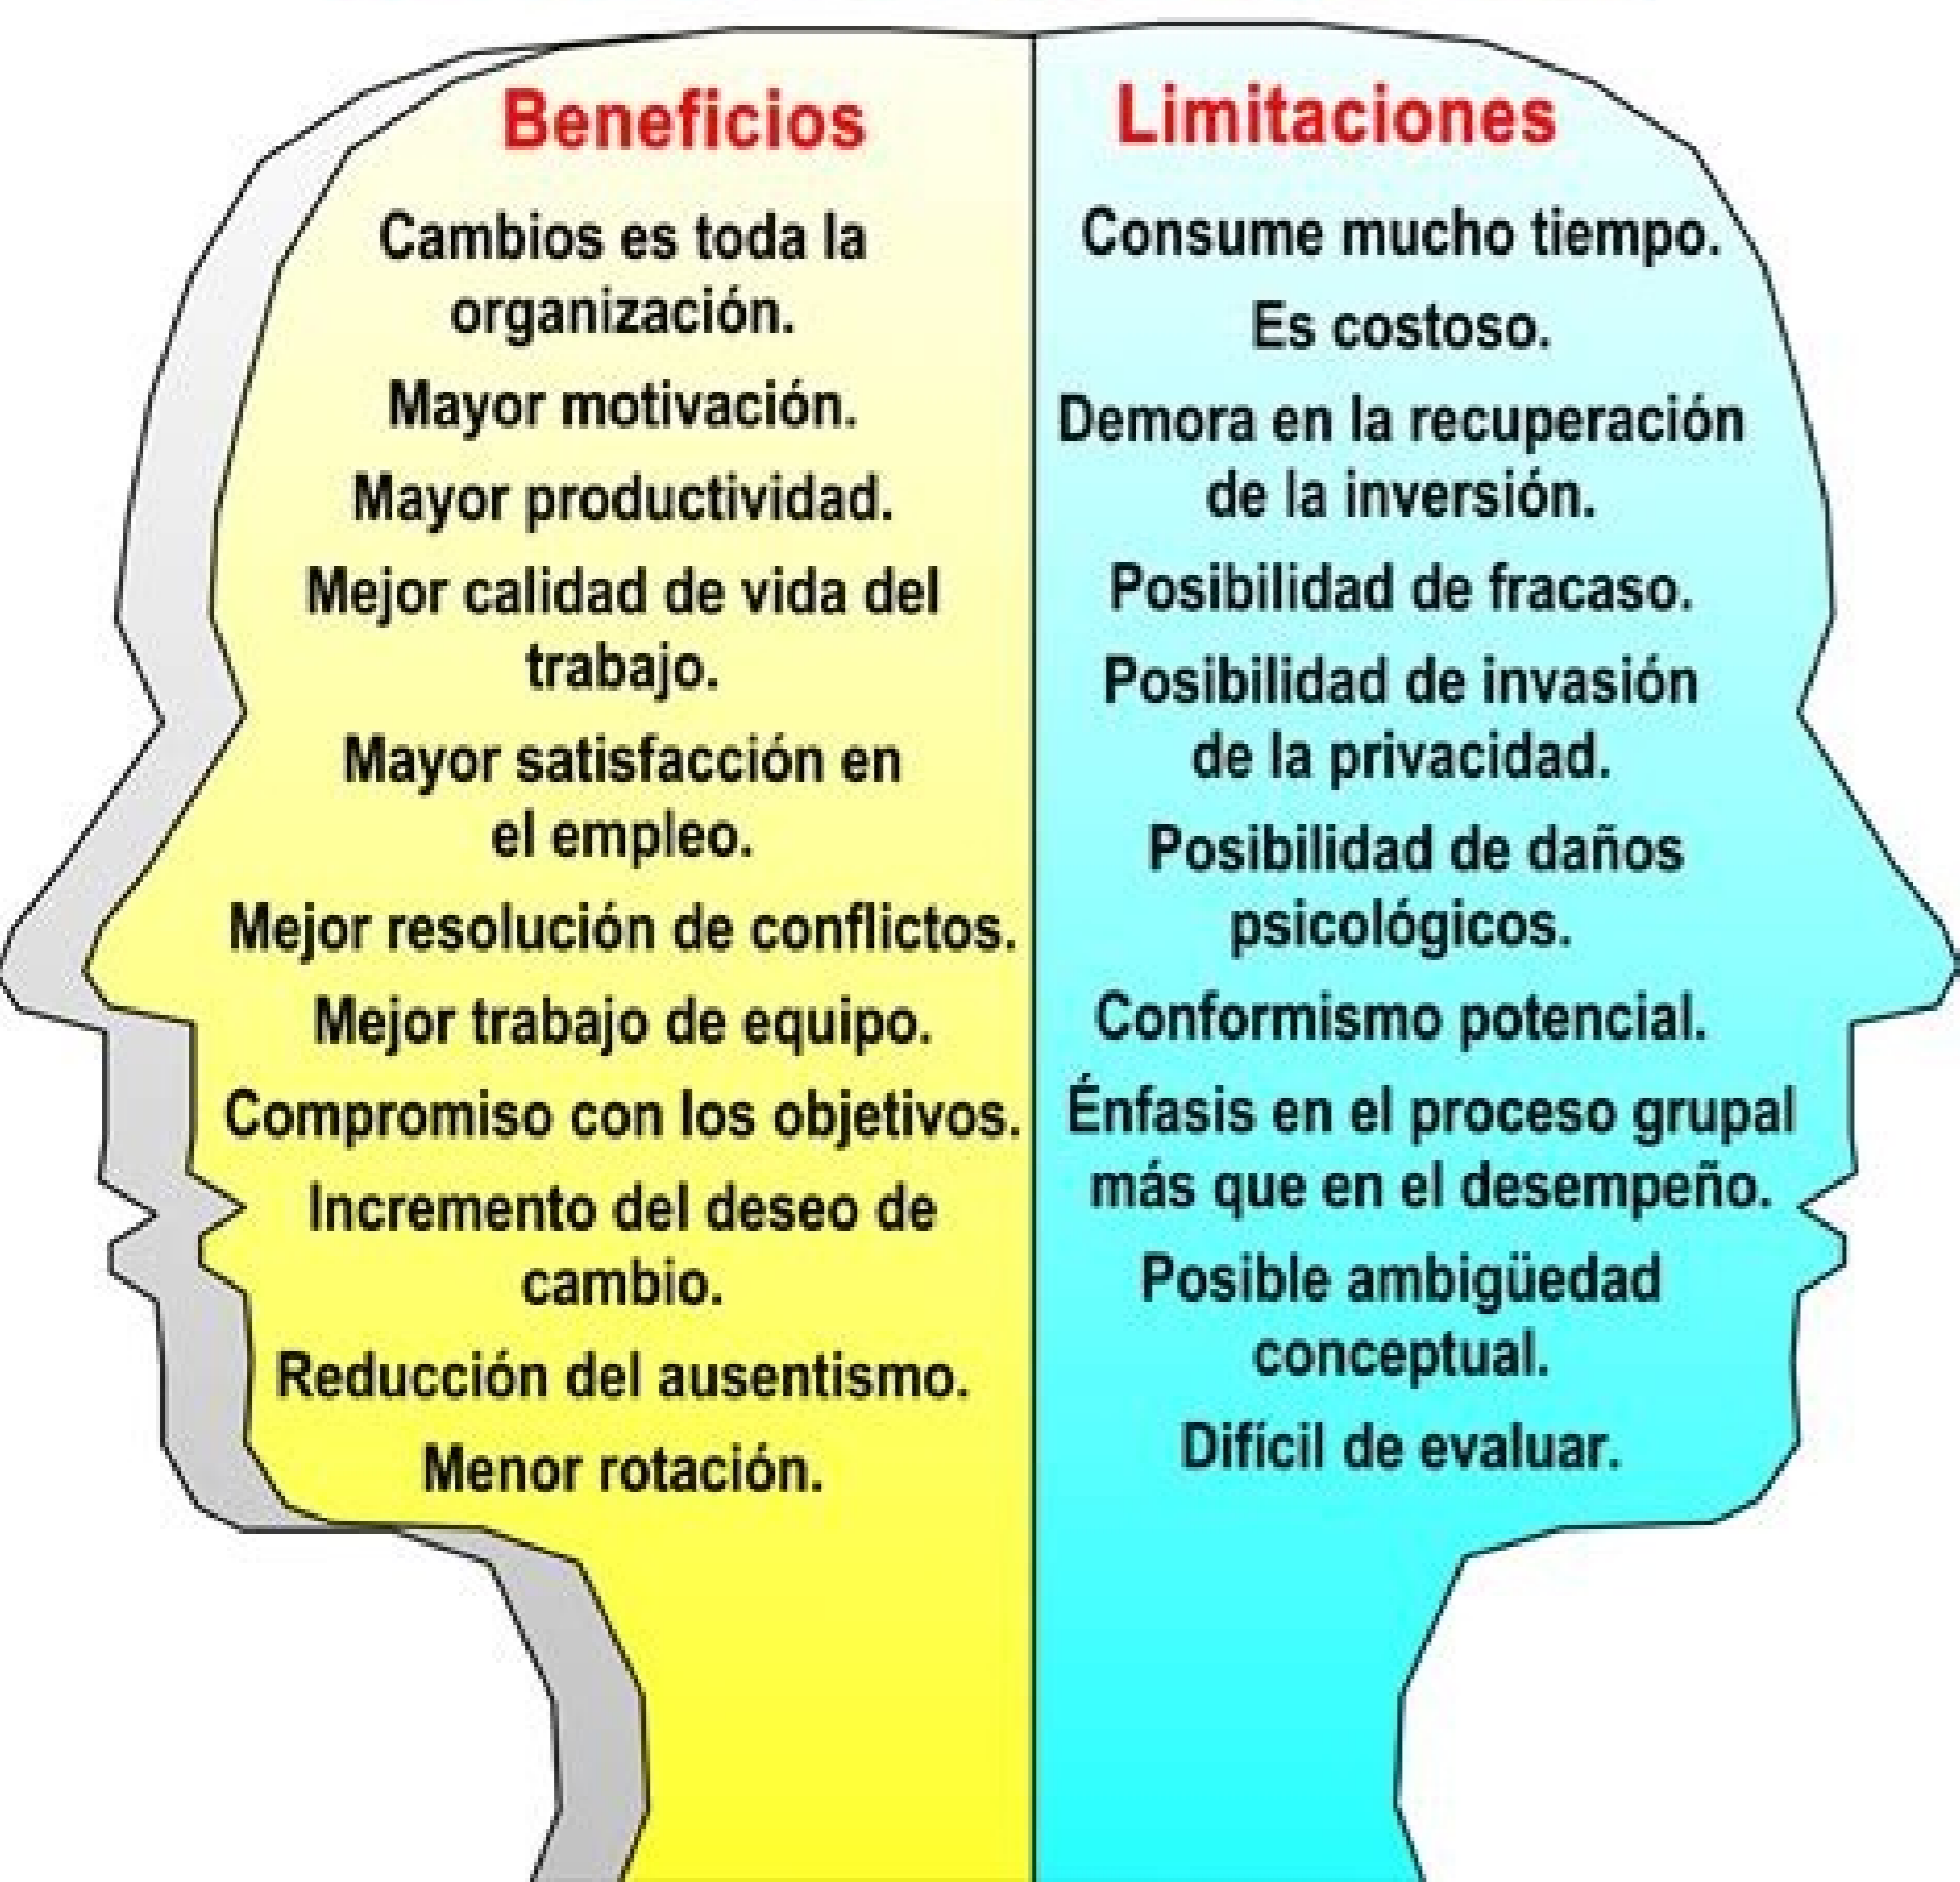 Beneficios
Cambios es toda la
organización.
Mayor motivación.
Mayor productividad.
Mejor calidad de vida del
trabajo.
Mayor satisfacción en
el empleo.
Mejor resolución de conflictos.
Mejor trabajo de equipo.
Compromiso con los objetivos.
Incremento del deseo de
cambio.
Reducción del ausentismo.
Menor rotación.
Limitaciones
Consume mucho tiempo.
Es costoso.
Demora en la recuperación
de la inversión.
Posibilidad de fracaso.
Posibilidad de invasión
de la privacidad.
Posibilidad de daños
psicológicos.
Conformismo potencial.
Énfasis en el proceso grupal
más que en el desempeño.
Posible ambigüedad
conceptual.
Difícil de evaluar.